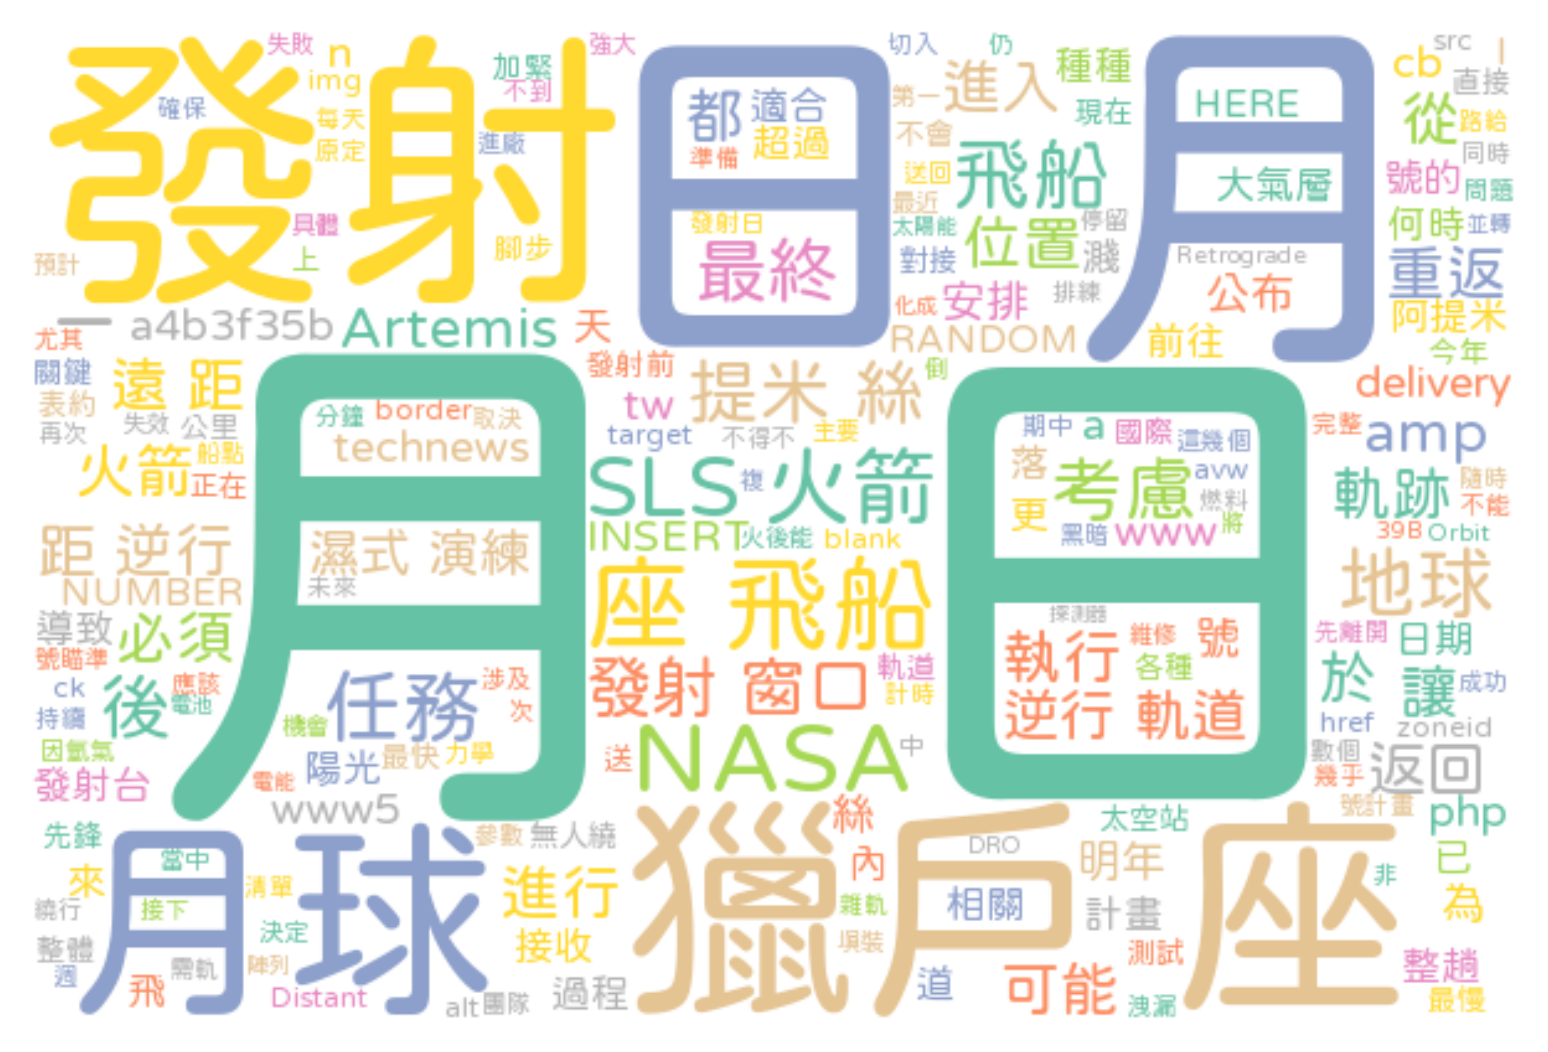 失敗 n 加緊 強大
img 不到
確保 每天
發射 進廠
原定
具體
腳步
預計 上
日 月
切入 仍
都 適合
準備 超過
發射日
最終
第一 進入 種種
現在
不會
送回 飛船
最近
太陽能 位置 停留
對接 濺
化成 安排 排練
RANDOM 前往
HERE
大氣層
Retrograde
公布
src
cb 直接
從 路給
同時
號的 問題
何時 並轉
重返
阿提米
今年
一 a4b3f35b Artemis 天
尤其
關鍵 遠 距
表約
再次 失效 公里
火箭 船點
正在
月
分鐘 border 取決
technews
濕式 演練
未來
任務 涉及
次
機會
陽光 最快 力學
電能
www5
發射前 提米 絲 倒
tw
target 不得不 主要
SLS 複 火箭
INSERT 火後能 blank
座 飛船
發射 窗口 軌道
計時
送 NASA 中
日
期中 a 國際 這幾個
落 考慮 avw
燃料
更 黑暗 www 將
探測器
執行 維修 號
各種
逆行 軌道
delivery
完整 amp
軌跡 隨時
不能
39B Orbit
地球
先離開 日期
於 讓 成功
href zoneid
數個 返回
幾乎
號計畫 php
距 逆行
NUMBER
導致 必須
號瞄準
ck 後 應該
持續 電池
因氫氣
發射台
先鋒
月球
當中
來 清單
繞行 接下
決定
整體
週 需軌 陣列
飛 Distant
參數 無人繞
進行
接收
alt 團隊 過程
獵戶座
絲
內
雜軌
項裝
DRO
相關
道
太空站
明年
計畫
測試
可能 洩漏
非 已
為
整趟
最慢